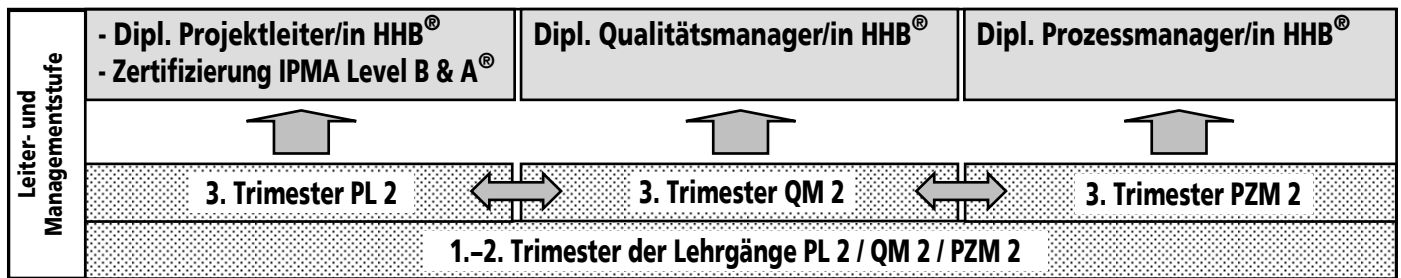 Leiter- und
Managementstufe
- Dipl. Projektleiter/in HHB®
- Zertifizierung IPMA Level B & A®
Dipl. Qualitätsmanager/in HHB®
Dipl. Prozessmanager/in HHB®
3. Trimester PL 2
3. Trimester QM 2
3. Trimester PZM 2
1.–2. Trimester der Lehrgänge PL 2 / QM 2 / PZM 2